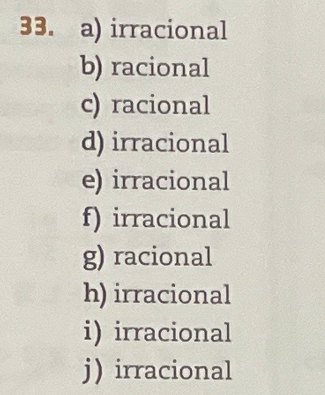 33. a) irracional
b) racional
c) racional
d) irracional
e) irracional
f) irracional
g) racional
h) irracional
i) irracional
j) irracional